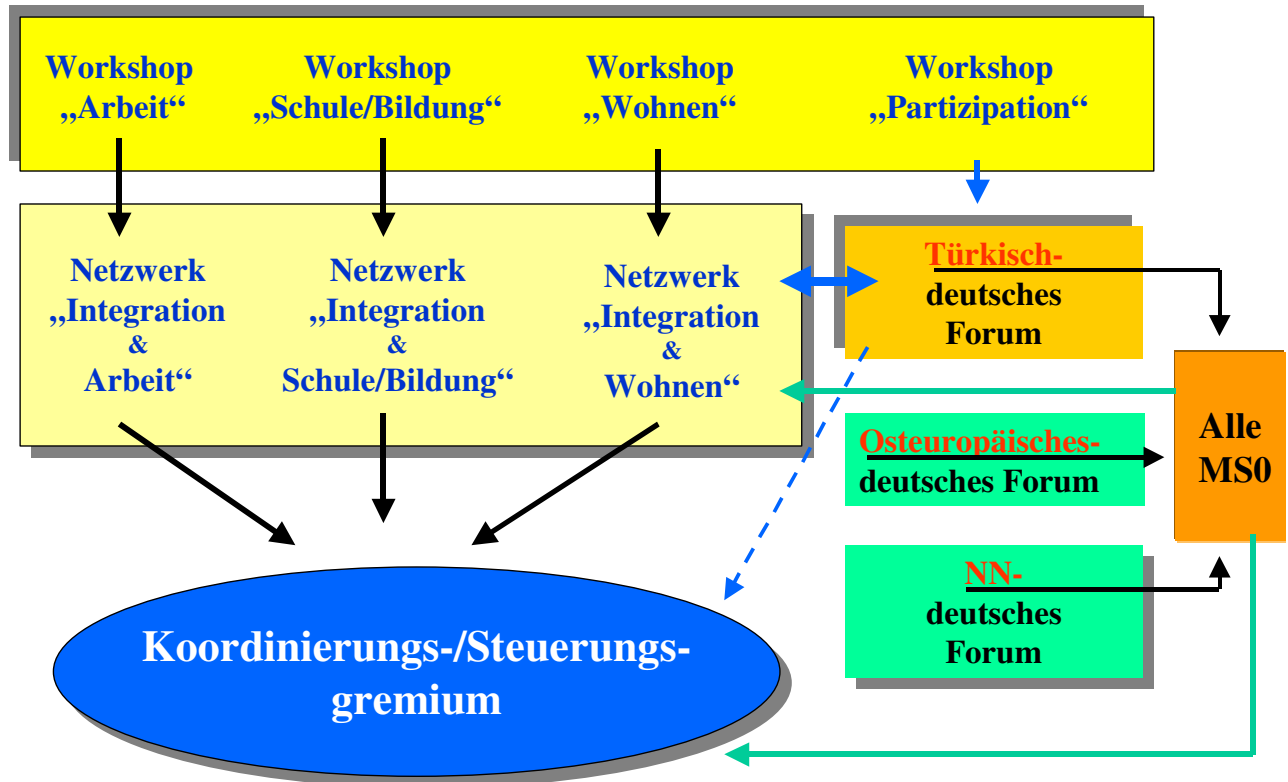 Workshop
„Arbeit“
Workshop
„Schule/Bildung“
Workshop
„Wohnen“
Workshop
„Partizipation“
Netzwerk
„Integration
&
Arbeit“
Netzwerk
„Integration
&
Schule/Bildung“
Netzwerk
„Integration
&
Wohnen“
Türkisch-
deutsches
Forum
Osteuropäisches-
deutsches Forum
NN-
deutsches
Forum
Alle
MS0
Koordinierungs-/Steuerungs-
gremium